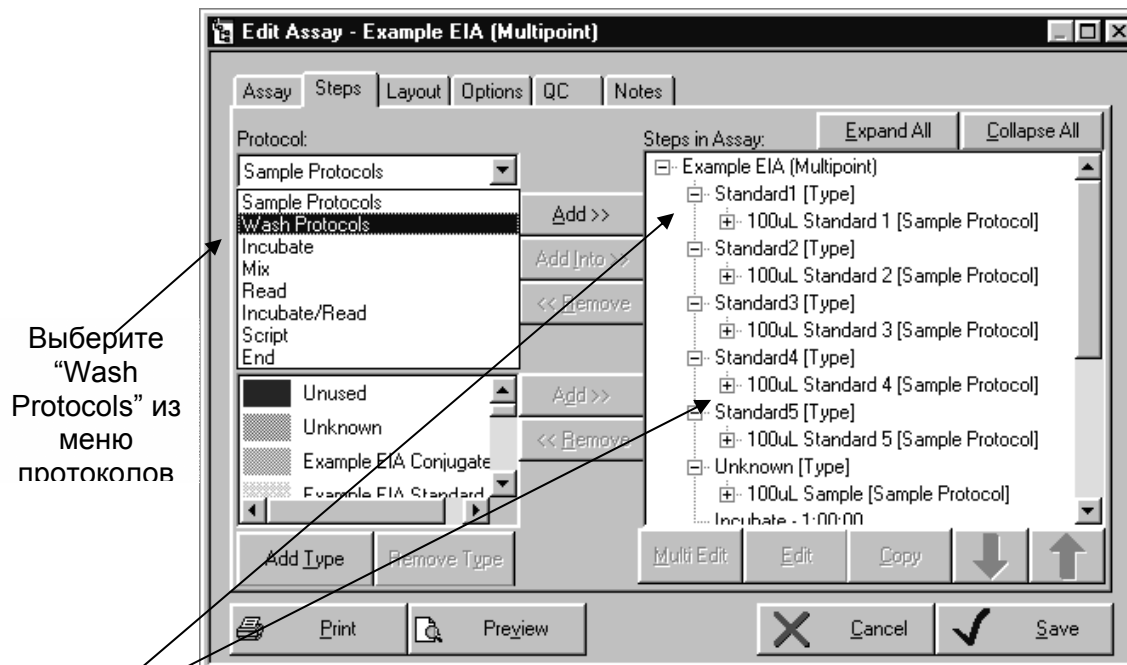 Edit Assay - Example EIA (Multipoint)
Assay Steps Layout Options QC Notes
Protocol:
Sample Protocols
Sample Protocols
Wash Protocols
Incubate
Mix
Read
Incubate/Read
Script
End
Add >>
Add Into >>
<< Remove
Unused
Unknown
Example EIA Conjugate
Example EIA Standard
Add >>
<< Remove
Add Type Remove Type
Steps in Assay:
Expand All Collapse All
Example EIA (Multipoint)
Standard1 [Type]
100uL Standard 1 [Sample Protocol]
Standard2 [Type]
100uL Standard 2 [Sample Protocol]
Standard3 [Type]
100uL Standard 3 [Sample Protocol]
Standard4 [Type]
100uL Standard 4 [Sample Protocol]
Standard5 [Type]
100uL Standard 5 [Sample Protocol]
Unknown [Type]
100uL Sample [Sample Protocol]
Incubate - 1:00:00
Multi Edit Edit Copy
Print Preview Cancel Save
Выберите
“Wash
Protocols” из
меню
протоколов